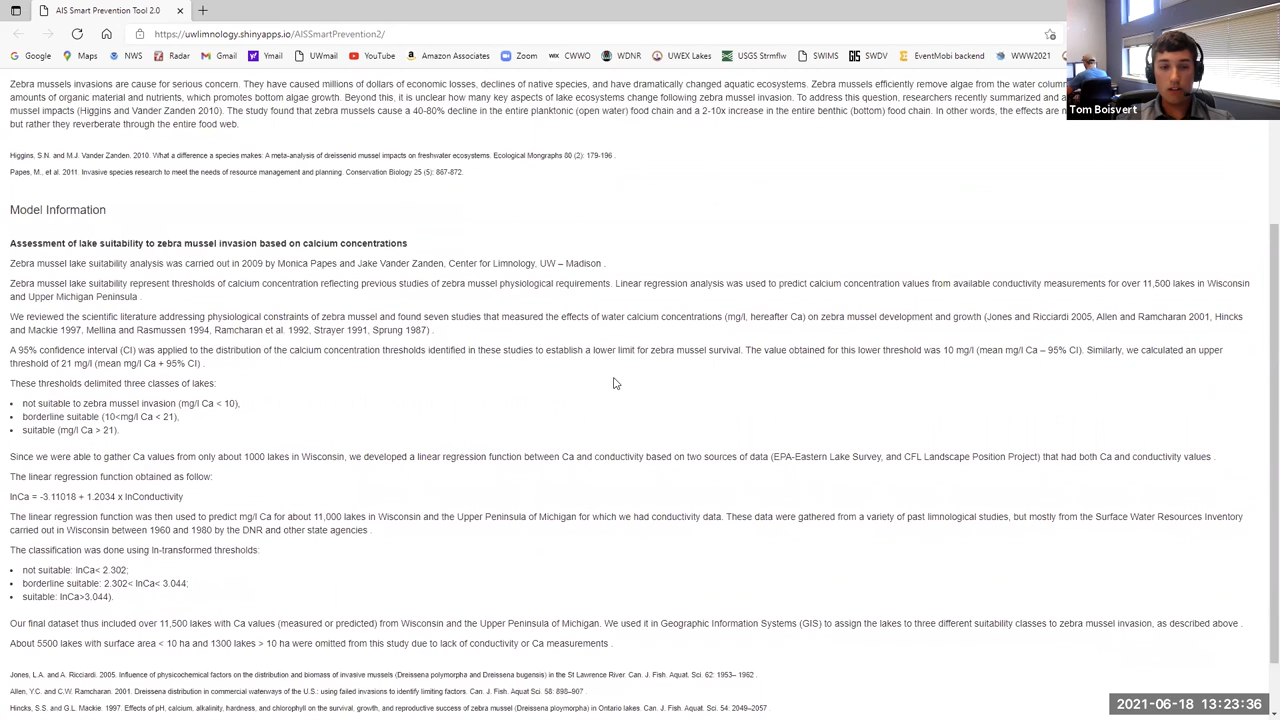 AIS Smart Prevention Tool 2.0
https://uwlimnology.shinyapps.io/AISSmartPrevention2/
Google Maps NWS Radar Gmail Ymail UWmail YouTube Amazon Associates Zoom CWWO WDNR UWEX Lakes USGS Strmflw SWIMS SWDV EventMobi backend WWW2021
Tom Boisvert
Zebra mussels invasions are cause for serious concern. They have caused millions of dollars of economic losses, declines of native species, and have dramatically changed aquatic ecosystems. Zebra mussels efficiently remove algae from the water colum
amounts of organic material and nutrients, which promotes bottom algae growth. Beyond this, it is unclear how many key aspects of lake ecosystems change following zebra mussel invasion. To address this question, researchers recently summarized and a
mussel impacts (Higgins and Vander Zanden 2010). The study found that zebra mussels cause a 40-80% decline in the entire planktonic (open water) food chain and a 2-10x increase in the entire benthic (bottom) food chain. In other words, the effects are
but rather they reverberate through the entire food web.
Higgins, S.N. and M.J. Vander Zanden. 2010. What a difference a species makes: A meta-analysis of dreissenid mussel impacts on freshwater ecosystems. Ecological Mongraphs 80 (2): 179-196 .
Papes, M., et al. 2011. Invasive species research to meet the needs of resource management and planning. Conservation Biology 25 (5): 867-872.
Model Information
Assessment of lake suitability to zebra mussel invasion based on calcium concentrations
Zebra mussel lake suitability analysis was carried out in 2009 by Monica Papes and Jake Vander Zanden, Center for Limnology, UW – Madison .
Zebra mussel lake suitability represent thresholds of calcium concentration reflecting previous studies of zebra mussel physiological requirements. Linear regression analysis was used to predict calcium concentration values from available conductivity measurements for over 11,500 lakes in Wisconsin
and Upper Michigan Peninsula .
We reviewed the scientific literature addressing physiological constraints of zebra mussel and found seven studies that measured the effects of water calcium concentrations (mg/l, hereafter Ca) on zebra mussel development and growth (Jones and Ricciardi 2005, Allen and Ramcharan 2001, Hincks
and Mackie 1997, Mellina and Rasmussen 1994, Ramcharan et al. 1992, Strayer 1991, Sprung 1987) .
A 95% confidence interval (CI) was applied to the distribution of the calcium concentration thresholds identified in these studies to establish a lower limit for zebra mussel survival. The value obtained for this lower threshold was 10 mg/l (mean mg/l Ca – 95% CI). Similarly, we calculated an upper
threshold of 21 mg/l (mean mg/l Ca + 95% CI) .
These thresholds delimited three classes of lakes:
• not suitable to zebra mussel invasion (mg/l Ca < 10),
• borderline suitable (10<mg/l Ca < 21),
• suitable (mg/l Ca > 21).
Since we were able to gather Ca values from only about 1000 lakes in Wisconsin, we developed a linear regression function between Ca and conductivity based on two sources of data (EPA-Eastern Lake Survey, and CFL Landscape Position Project) that had both Ca and conductivity values .
The linear regression function obtained as follow:
lnCa = -3.11018 + 1.2034 x lnConductivity
The linear regression function was then used to predict mg/l Ca for about 11,000 lakes in Wisconsin and the Upper Peninsula of Michigan for which we had conductivity data. These data were gathered from a variety of past limnological studies, but mostly from the Surface Water Resources Inventory
carried out in Wisconsin between 1960 and 1980 by the DNR and other state agencies .
The classification was done using ln-transformed thresholds:
• not suitable: lnCa< 2.302;
• borderline suitable: 2.302< lnCa< 3.044;
• suitable: lnCa>3.044).
Our final dataset thus included over 11,500 lakes with Ca values (measured or predicted) from Wisconsin and the Upper Peninsula of Michigan. We used it in Geographic Information Systems (GIS) to assign the lakes to three different suitability classes to zebra mussel invasion, as described above .
About 5500 lakes with surface area < 10 ha and 1300 lakes > 10 ha were omitted from this study due to lack of conductivity or Ca measurements .
Jones, L.A. and A. Ricciardi. 2005. Influence of physicochemical factors on the distribution and biomass of invasive mussels (Dreissena polymorpha and Dreissena bugensis) in the St Lawrence River. Can. J. Fish. Aquat. Sci. 62: 1953– 1962 .
Allen, Y.C. and C.W. Ramcharan. 2001. Dreissena distribution in commercial waterways of the U.S.: using failed invasions to identify limiting factors. Can. J. Fish. Aquat Sci. 58: 898–907 .
Hincks, S.S. and G.L. Mackie. 1997. Effects of pH, calcium, alkalinity, hardness, and chlorophyll on the survival, growth, and reproductive success of zebra mussel (Dreissena ploymorpha) in Ontario lakes. Can. J. Fish. Aquat Sci. 54: 2049–2057
2021-06-18 13:23:36